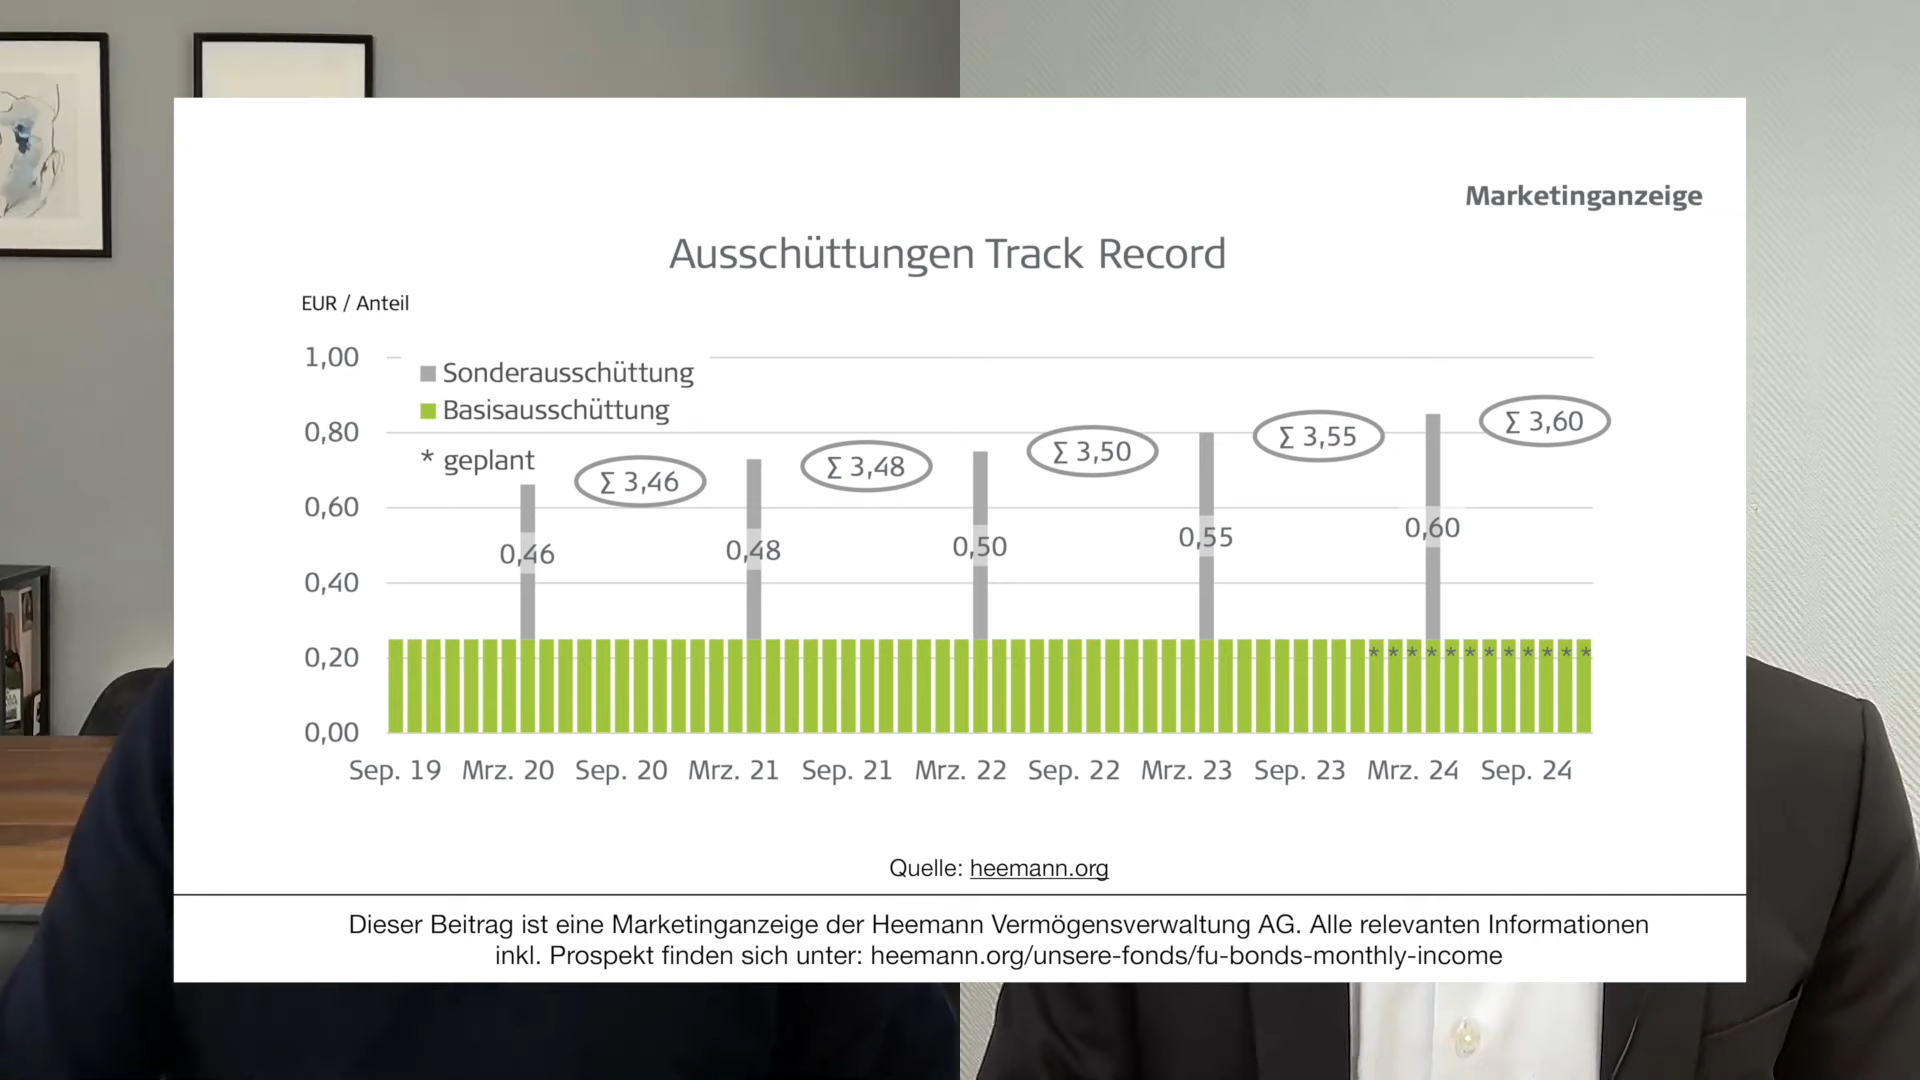 Marketinganzeige
Ausschüttungen Track Record
EUR / Anteil
1,00
Sonderausschüttung
Basisausschüttung
* geplant
0,80
0,60
0,40
0,20
0,00
Σ 3,46
Σ 3,48
Σ 3,50
Σ 3,55
Σ 3,60
0,46
0,48
0,50
0,55
0,60
* * * * * * * * * * * *
Sep. 19 Mrz. 20 Sep. 20 Mrz. 21 Sep. 21 Mrz. 22 Sep. 22 Mrz. 23 Sep. 23 Mrz. 24 Sep. 24
Quelle: heemann.org
Dieser Beitrag ist eine Marketinganzeige der Heemann Vermögensverwaltung AG. Alle relevanten Informationen
inkl. Prospekt finden sich unter: heemann.org/unsere-fonds/fu-bonds-monthly-income